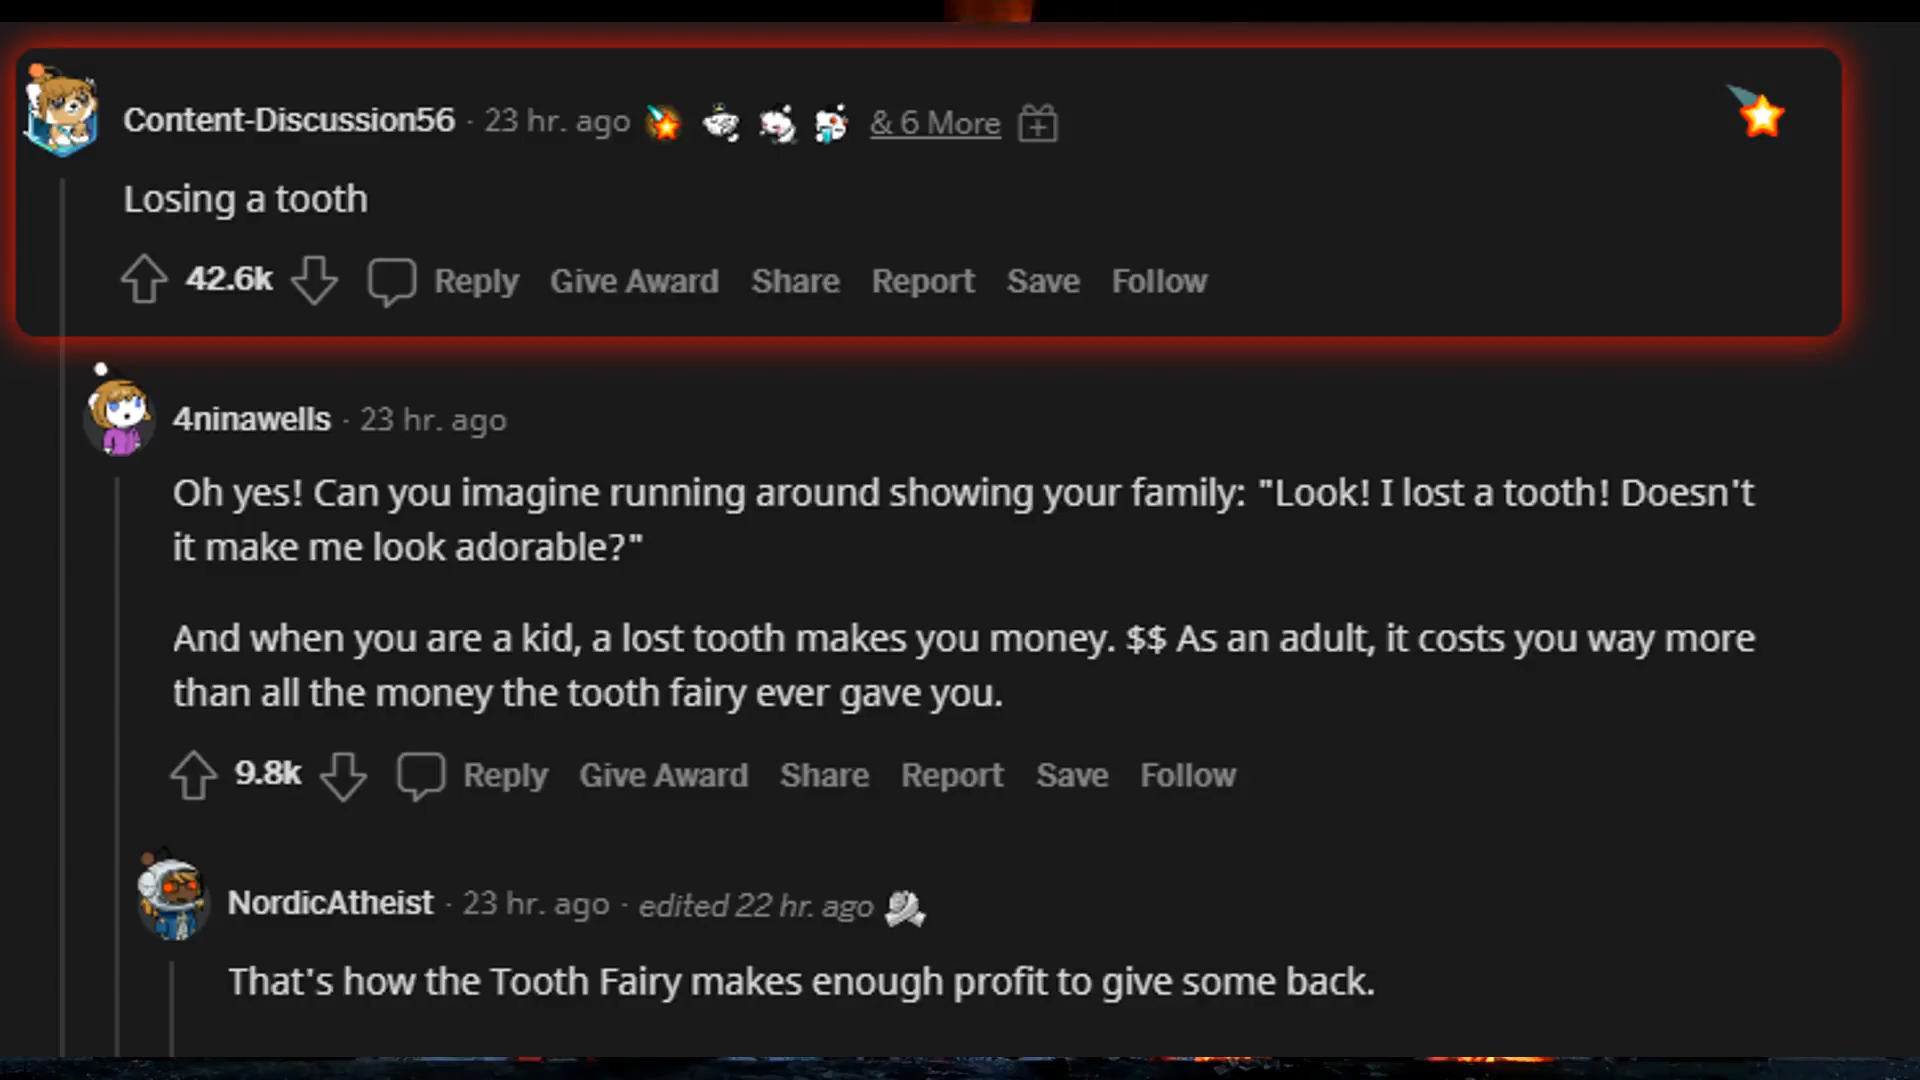 Content-Discussion56 · 23 hr. ago & 6 More
Losing a tooth
42.6k Reply Give Award Share Report Save Follow
4ninawells · 23 hr. ago
Oh yes! Can you imagine running around showing your family: "Look! I lost a tooth! Doesn't
it make me look adorable?"
And when you are a kid, a lost tooth makes you money. $$ As an adult, it costs you way more
than all the money the tooth fairy ever gave you.
9.8k Reply Give Award Share Report Save Follow
NordicAtheist · 23 hr. ago · edited 22 hr. ago
That's how the Tooth Fairy makes enough profit to give some back.